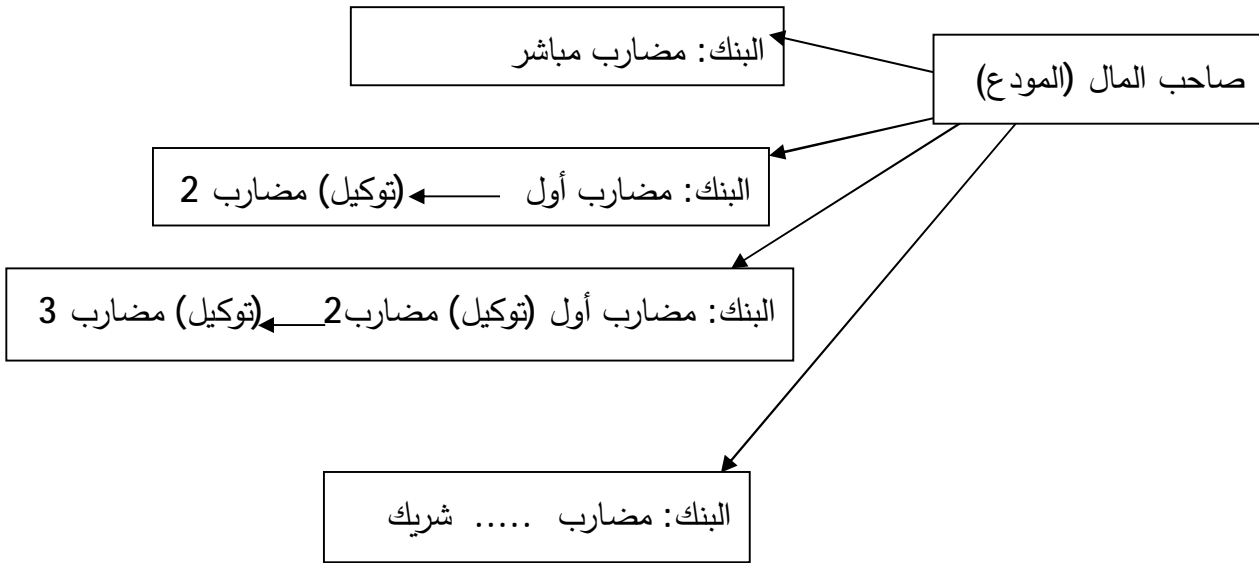 البنك: مضارب مباشر
صاحب المال (المودع)
البنك: مضارب أول (توكيل) مضارب 2
البنك: مضارب أول (توكيل) مضارب2 (توكيل) مضارب 3
البنك: مضارب ..... شريك